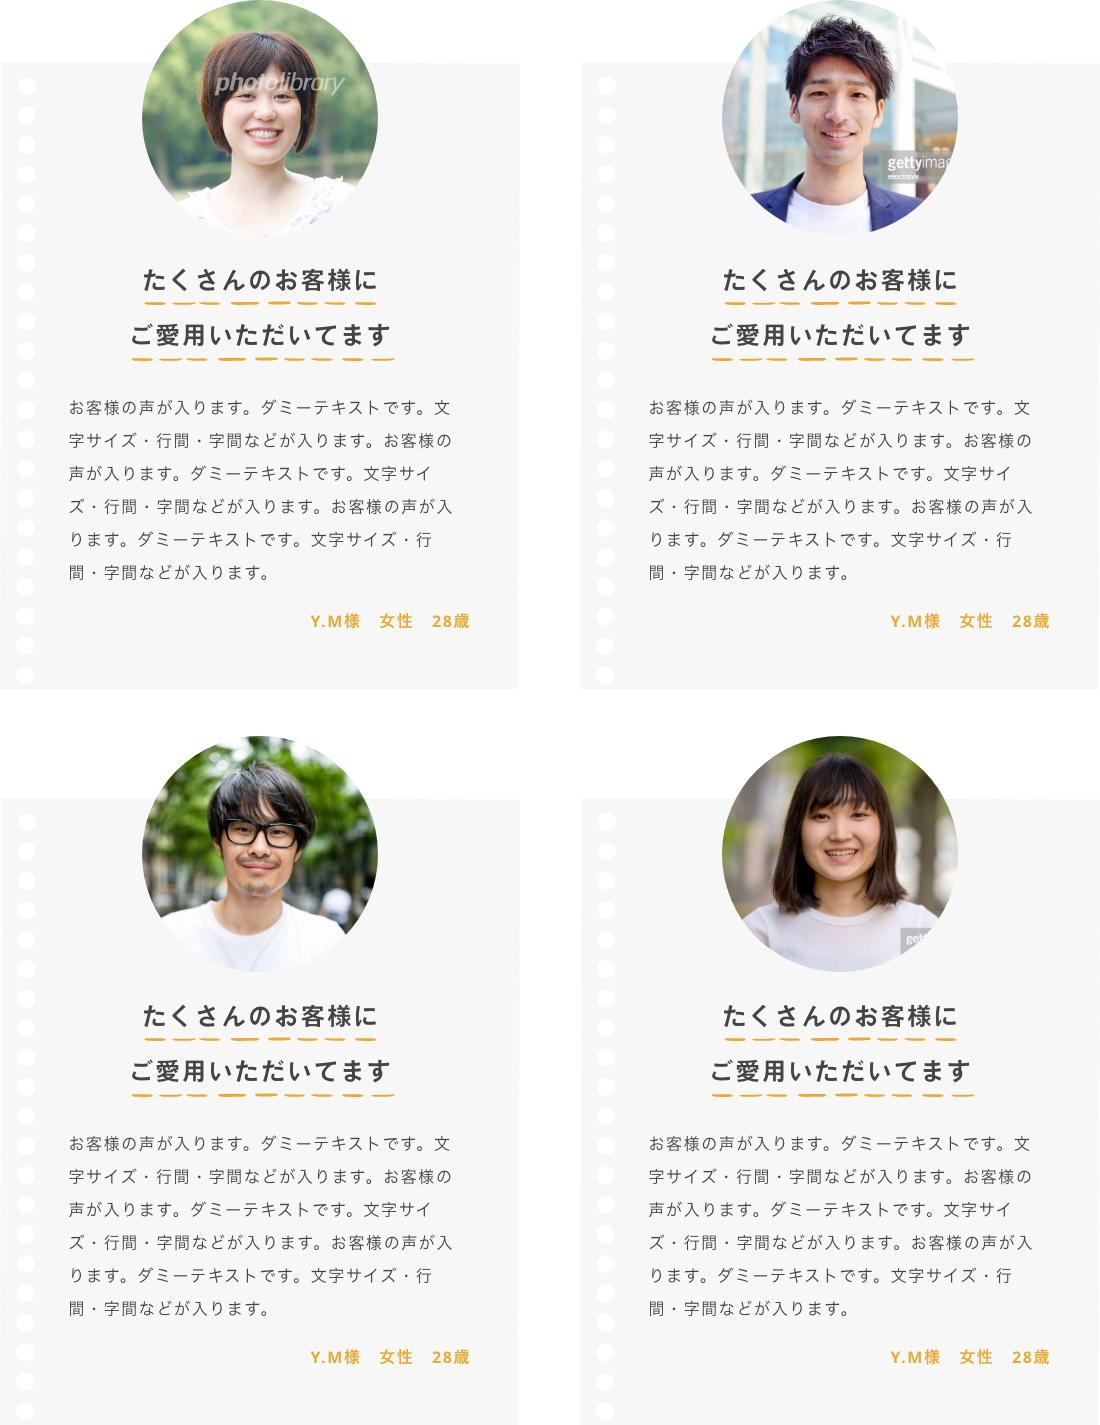 photolibrary
たくさんのお客様に
ご愛用いただいてます
お客様の声が入ります。ダミーテキストです。文
字サイズ・行間・字間などが入ります。お客様の
声が入ります。ダミーテキストです。文字サイ
ズ・行間・字間などが入ります。お客様の声が入
ります。ダミーテキストです。文字サイズ・行
間・字間などが入ります。
Y.M様　女性　28歳
gettyimag
electravk
たくさんのお客様に
ご愛用いただいてます
お客様の声が入ります。ダミーテキストです。文
字サイズ・行間・字間などが入ります。お客様の
声が入ります。ダミーテキストです。文字サイ
ズ・行間・字間などが入ります。お客様の声が入
ります。ダミーテキストです。文字サイズ・行
間・字間などが入ります。
Y.M様　女性　28歳
たくさんのお客様に
ご愛用いただいてます
お客様の声が入ります。ダミーテキストです。文
字サイズ・行間・字間などが入ります。お客様の
声が入ります。ダミーテキストです。文字サイ
ズ・行間・字間などが入ります。お客様の声が入
ります。ダミーテキストです。文字サイズ・行
間・字間などが入ります。
Y.M様　女性　28歳
たくさんのお客様に
ご愛用いただいてます
お客様の声が入ります。ダミーテキストです。文
字サイズ・行間・字間などが入ります。お客様の
声が入ります。ダミーテキストです。文字サイ
ズ・行間・字間などが入ります。お客様の声が入
ります。ダミーテキストです。文字サイズ・行
間・字間などが入ります。
Y.M様　女性　28歳